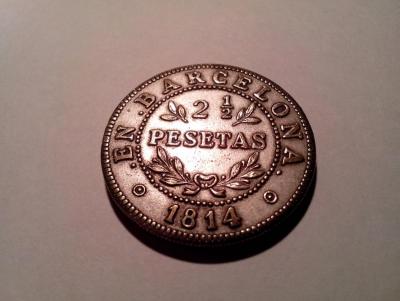 EN BARCELONA
2 1/2
PESETAS
1814